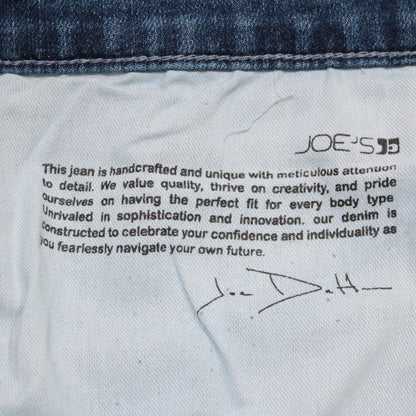 JOE'S
This jean is handcrafted and unique with meticulous attention
to detail. We value quality, thrive on creativity, and pride
ourselves on having the perfect fit for every body type
Unrivaled in sophistication and innovation. our denim is
constructed to celebrate your confidence and individuality as
you fearlessly navigate your own future.
Joe